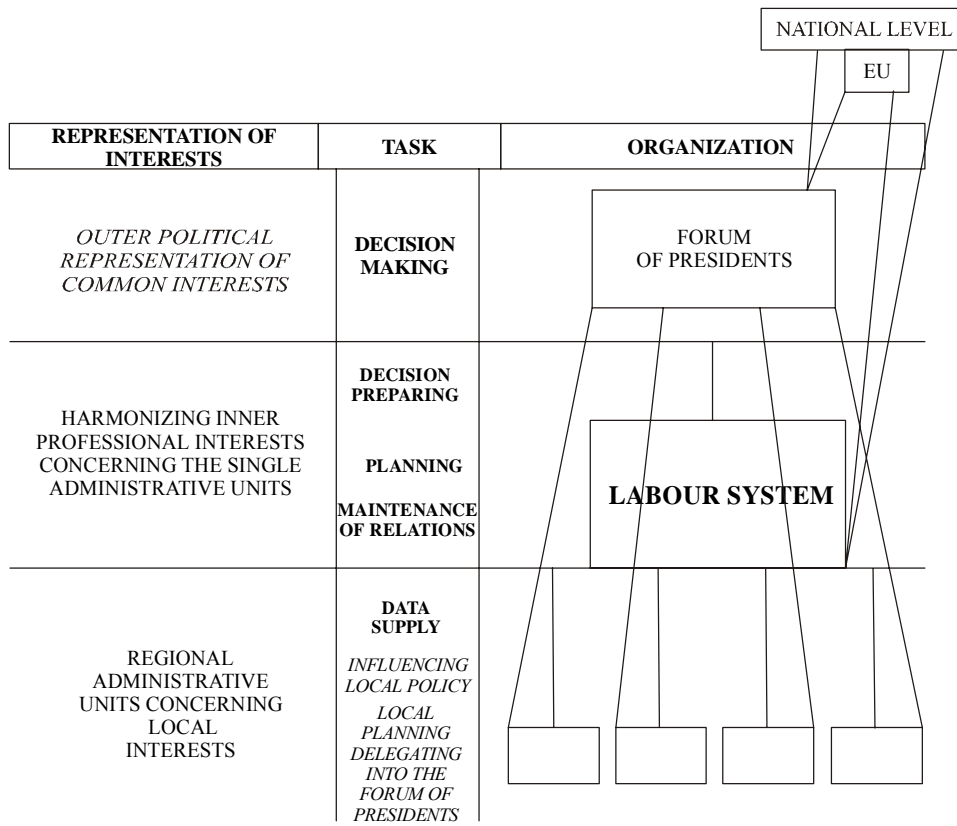 NATIONAL LEVEL
EU
REPRESENTATION OF
INTERESTS
TASK
ORGANIZATION
OUTER POLITICAL
REPRESENTATION OF
COMMON INTERESTS
DECISION
MAKING
FORUM
OF PRESIDENTS
HARMONIZING INNER
PROFESSIONAL INTERESTS
CONCERNING THE SINGLE
ADMINISTRATIVE UNITS
DECISION
PREPARING
PLANNING
MAINTENANCE
OF RELATIONS
LABOUR SYSTEM
REGIONAL
ADMINISTRATIVE
UNITS CONCERNING
LOCAL
INTERESTS
DATA
SUPPLY
INFLUENCING
LOCAL POLICY
LOCAL
PLANNING
DELEGATING
INTO THE
FORUM OF
PRESIDENTS